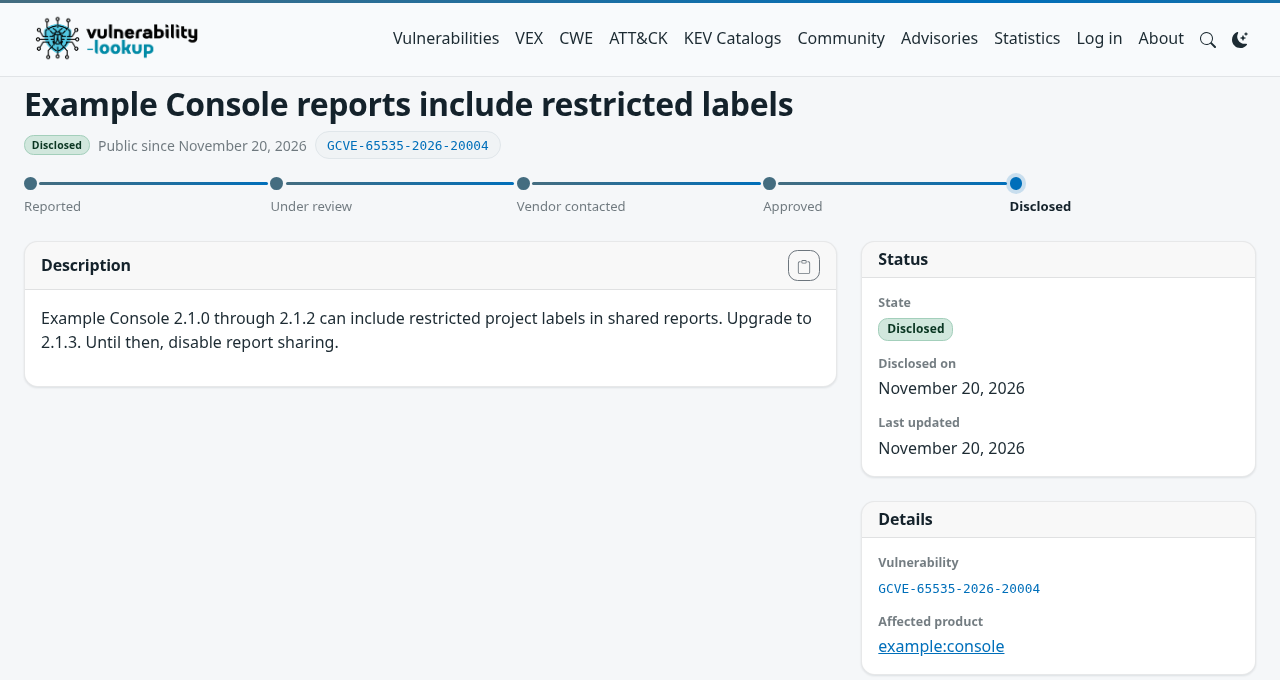 vulnerability
-lookup
Vulnerabilities VEX CWE ATT&CK KEV Catalogs Community Advisories Statistics Log in About
Example Console reports include restricted labels
Disclosed Public since November 20, 2026 GCVE-65535-2026-20004
Reported Under review Vendor contacted Approved Disclosed
Description
Example Console 2.1.0 through 2.1.2 can include restricted project labels in shared reports. Upgrade to
2.1.3. Until then, disable report sharing.
Status
State
Disclosed
Disclosed on
November 20, 2026
Last updated
November 20, 2026
Details
Vulnerability
GCVE-65535-2026-20004
Affected product
example:console